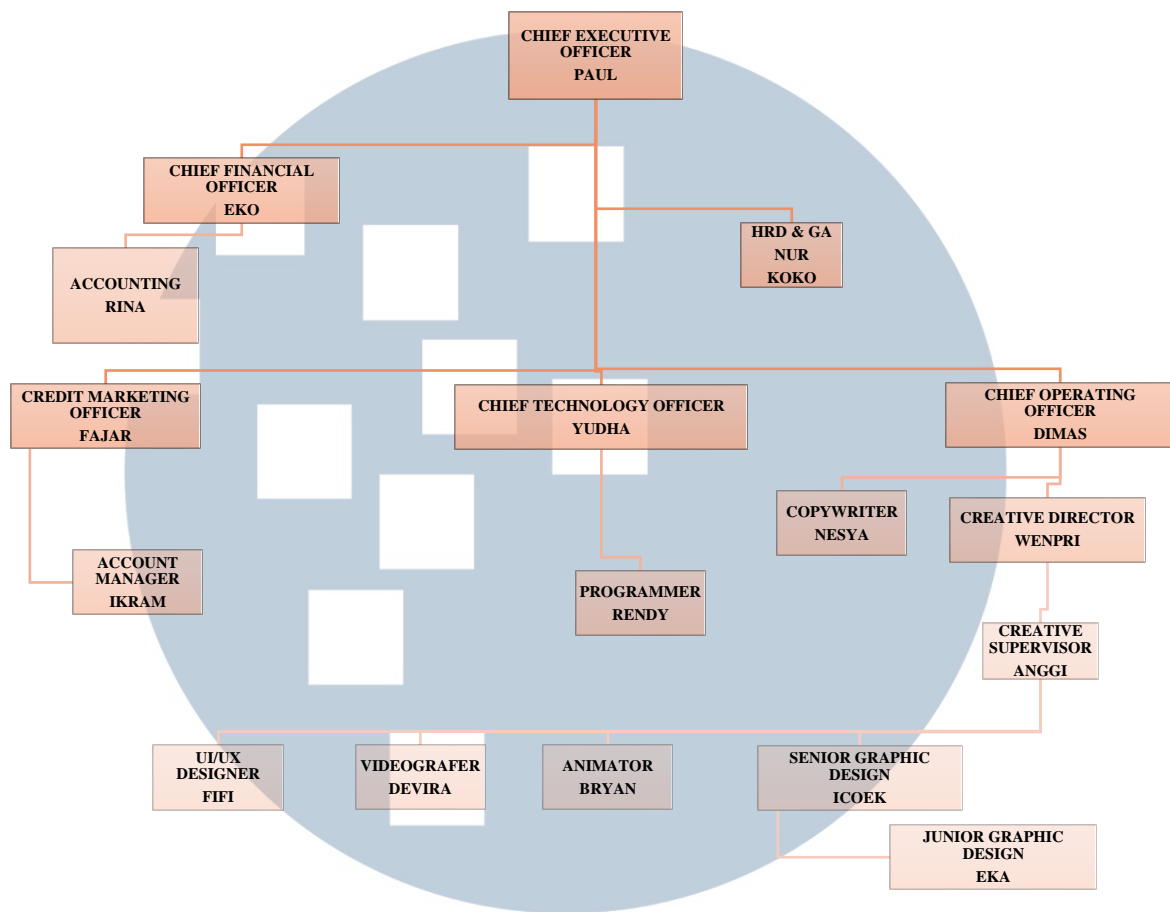 CHIEF EXECUTIVE
OFFICER
PAUL
CHIEF FINANCIAL
OFFICER
EKO
HRD & GA
NUR
KOKO
ACCOUNTING
RINA
CREDIT MARKETING
OFFICER
FAJAR
CHIEF TECHNOLOGY OFFICER
YUDHA
CHIEF OPERATING
OFFICER
DIMAS
COPYWRITER
NESYA
CREATIVE DIRECTOR
WENPRI
ACCOUNT
MANAGER
IKRAM
PROGRAMMER
RENDY
CREATIVE
SUPERVISOR
ANGGI
UI/UX
DESIGNER
FIFI
VIDEOGRAFER
DEVIRA
ANIMATOR
BRYAN
SENIOR GRAPHIC
DESIGN
ICOEK
JUNIOR GRAPHIC
DESIGN
EKA